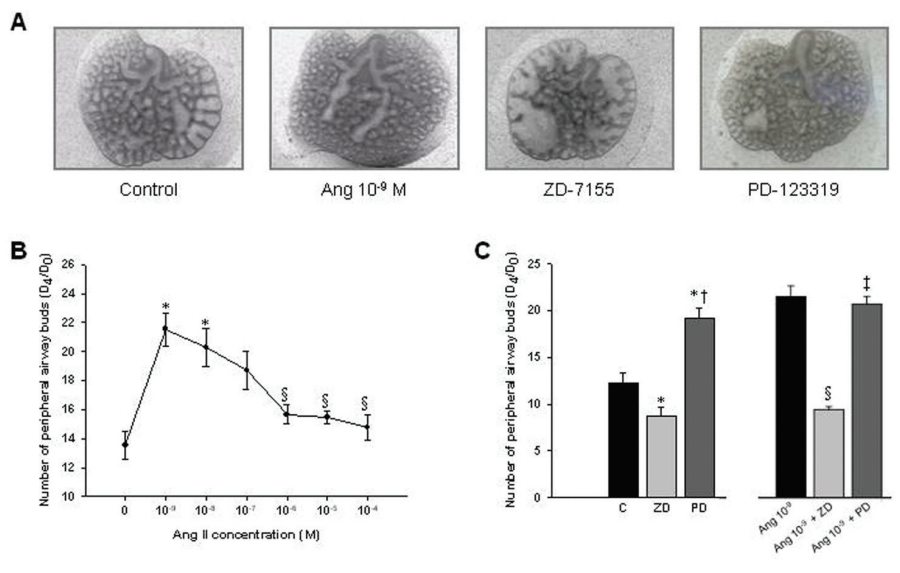 A
Control
Ang 10⁻⁹ M
ZD-7155
PD-123319
B
Number of peripheral airway buds (D₄/D₀)
26
24
22
20
18
16
14
12
10
*
*
§
§
§
0
10⁻⁹
10⁻⁸
10⁻⁷
10⁻⁶
10⁻⁵
10⁻⁴
Ang II concentration (M)
C
Number of peripheral airway buds (D₄/D₀)
25
20
15
10
5
0
*
*†
§
‡
C
ZD
PD
Ang 10⁻⁹
Ang 10⁻⁹ + ZD
Ang 10⁻⁹ + PD